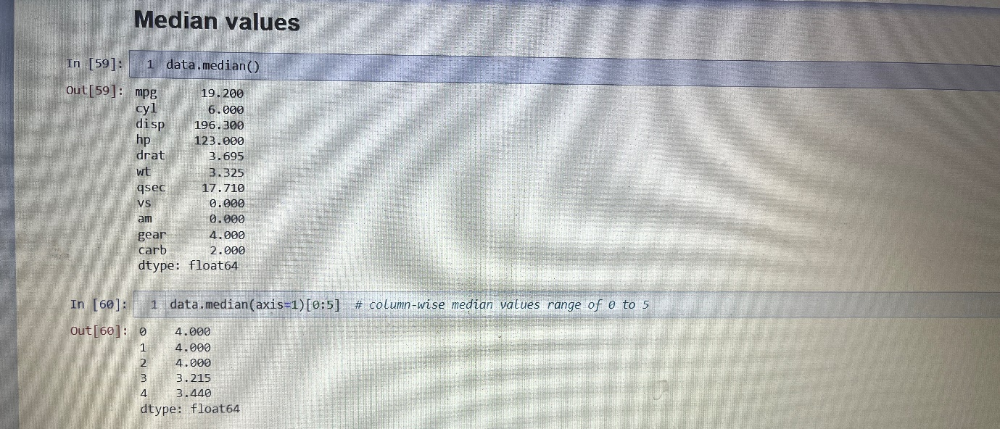 Median values
In [59]: 1 data.median()
Out[59]: mpg 19.200
cyl 6.000
disp 196.300
hp 123.000
drat 3.695
wt 3.325
qsec 17.710
vs 0.000
am 0.000
gear 4.000
carb 2.000
dtype: float64
In [60]: 1 data.median(axis=1)[0:5] # column-wise median values range of 0 to 5
Out[60]: 0 4.000
1 4.000
2 4.000
3 3.215
4 3.440
dtype: float64